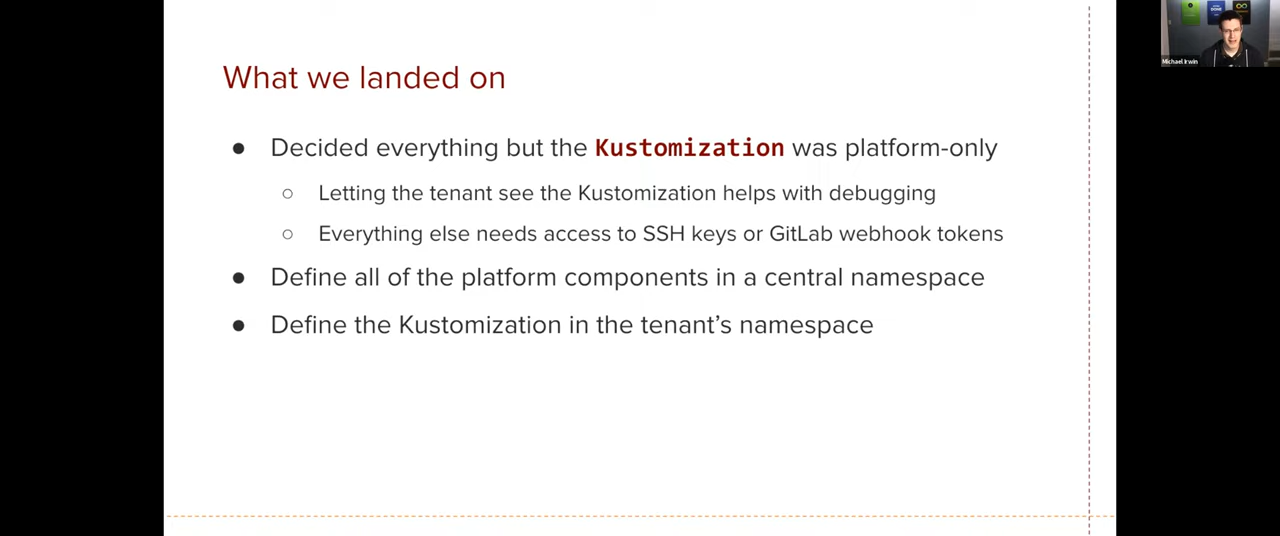 What we landed on
● Decided everything but the Kustomization was platform-only
○ Letting the tenant see the Kustomization helps with debugging
○ Everything else needs access to SSH keys or GitLab webhook tokens
● Define all of the platform components in a central namespace
● Define the Kustomization in the tenant’s namespace
Michael Irwin